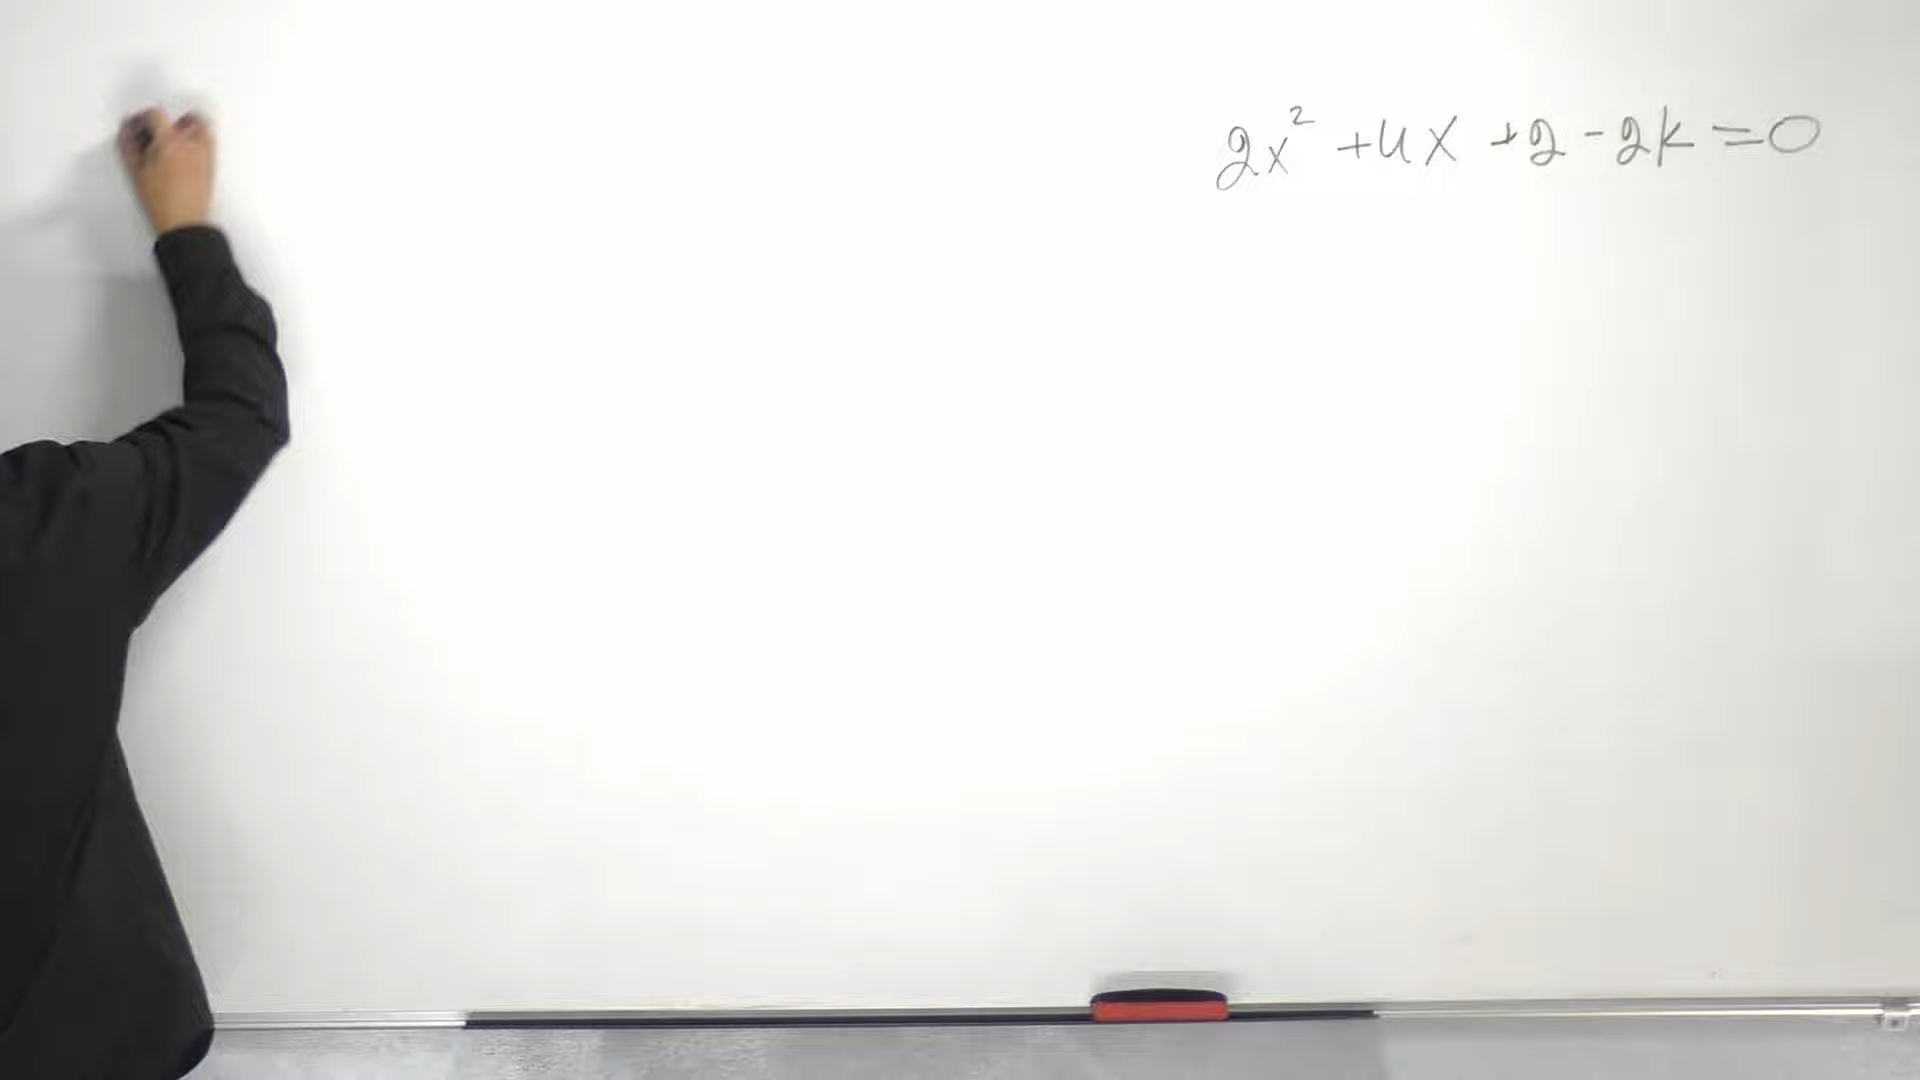 2x² + 4x + 2 - 2k = 0